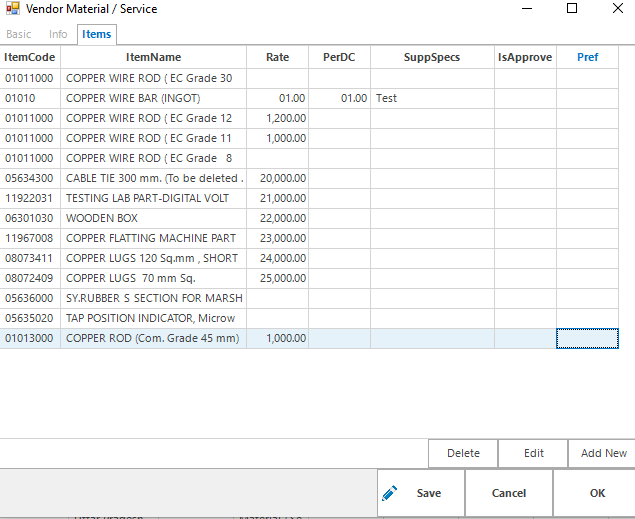 Vendor Material / Service
Basic Info Items
ItemCode ItemName Rate PerDC SuppSpecs IsApprove Pref
01011000 COPPER WIRE ROD ( EC Grade 30
01010 COPPER WIRE BAR (INGOT) 01.00 01.00 Test
01011000 COPPER WIRE ROD ( EC Grade 12 1,200.00
01011000 COPPER WIRE ROD ( EC Grade 11 1,000.00
01011000 COPPER WIRE ROD ( EC Grade 8
05634300 CABLE TIE 300 mm. (To be deleted . 20,000.00
11922031 TESTING LAB PART-DIGITAL VOLT 21,000.00
06301030 WOODEN BOX 22,000.00
11967008 COPPER FLATTING MACHINE PART 23,000.00
08073411 COPPER LUGS 120 Sq.mm , SHORT 24,000.00
08072409 COPPER LUGS 70 mm Sq. 25,000.00
05636000 SY.RUBBER S SECTION FOR MARSH
05635020 TAP POSITION INDICATOR, Microw
01013000 COPPER ROD (Com. Grade 45 mm) 1,000.00
Delete Edit Add New
Save Cancel OK